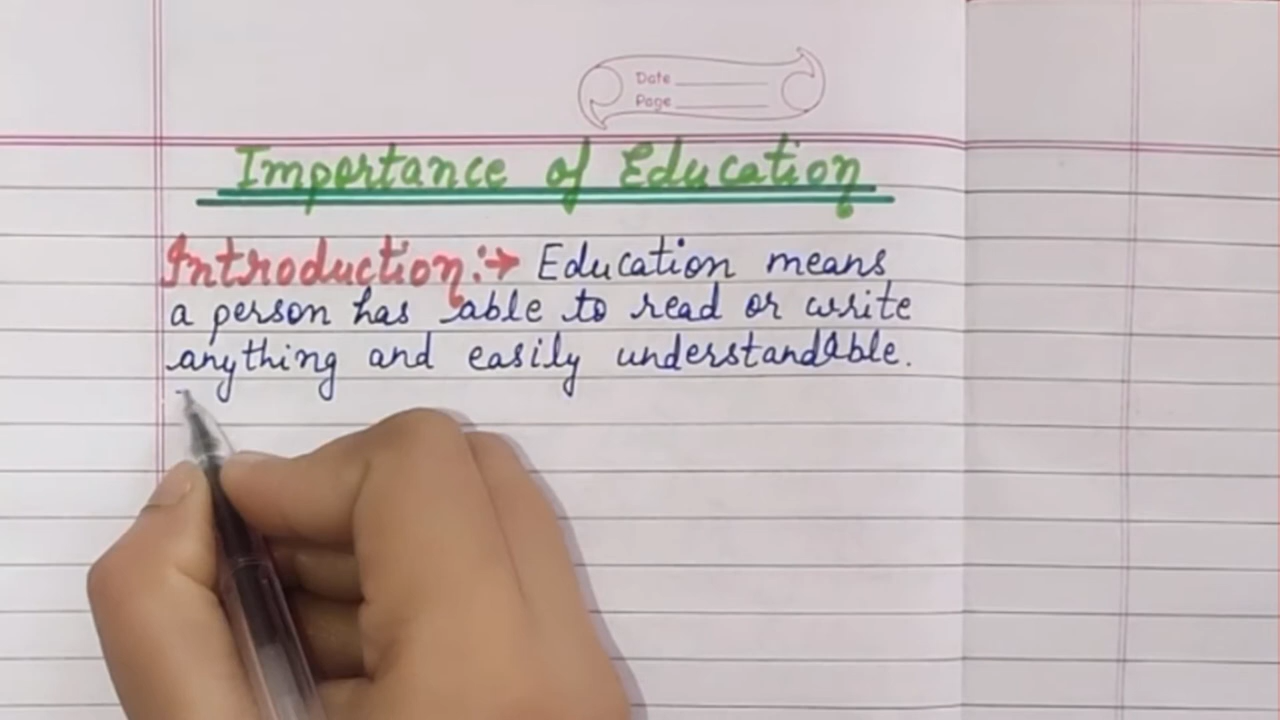 Date
Page
Importance of Education
Introduction:→ Education means
a person has able to read or write
anything and easily understandable.